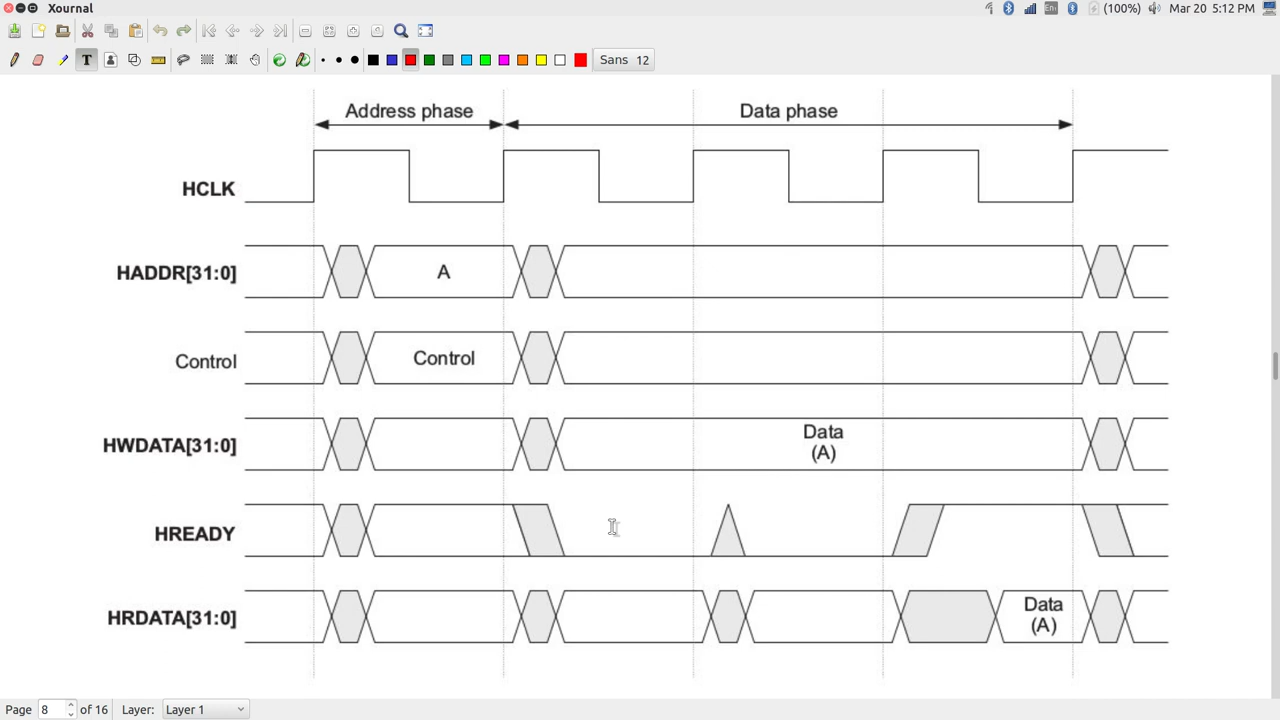 Xournal
En
(100%)
Mar 20 5:12 PM
T
Sans 12
Address phase
Data phase
HCLK
HADDR[31:0]
A
Control
Control
HWDATA[31:0]
Data
(A)
HREADY
HRDATA[31:0]
Data
(A)
Page 8 of 16 Layer: Layer 1